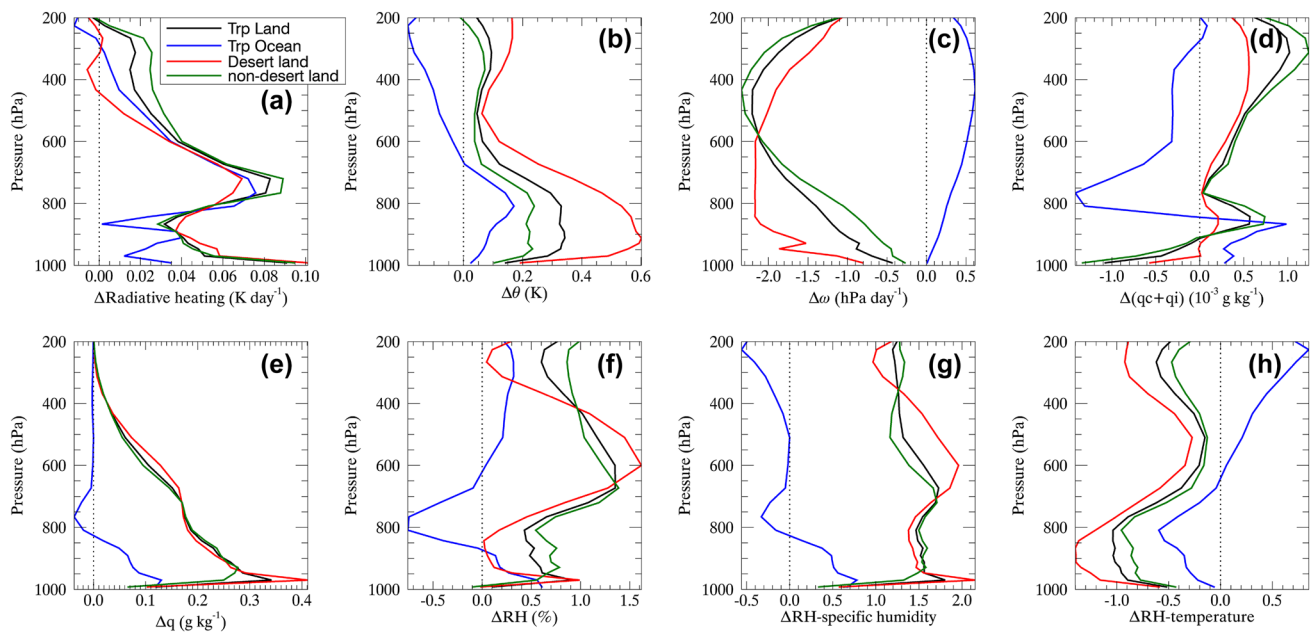 Trp Land
Trp Ocean
Desert land
non-desert land
(a)
Pressure (hPa)
200
400
600
800
1000
0.00 0.02 0.04 0.06 0.08 0.10
ΔRadiative heating (K day⁻¹)
(b)
Pressure (hPa)
200
400
600
800
1000
0.0 0.2 0.4 0.6
Δθ (K)
(c)
Pressure (hPa)
200
400
600
800
1000
-2.0 -1.5 -1.0 -0.5 0.0 0.5
Δω (hPa day⁻¹)
(d)
Pressure (hPa)
200
400
600
800
1000
-1.0 -0.5 0.0 0.5 1.0
Δ(qc+qi) (10⁻³ g kg⁻¹)
(e)
Pressure (hPa)
200
400
600
800
1000
0.0 0.1 0.2 0.3 0.4
Δq (g kg⁻¹)
(f)
Pressure (hPa)
200
400
600
800
1000
-0.5 0.0 0.5 1.0 1.5
ΔRH (%)
(g)
Pressure (hPa)
200
400
600
800
1000
-0.5 0.0 0.5 1.0 1.5 2.0
ΔRH-specific humidity
(h)
Pressure (hPa)
200
400
600
800
1000
-1.0 -0.5 0.0 0.5
ΔRH-temperature